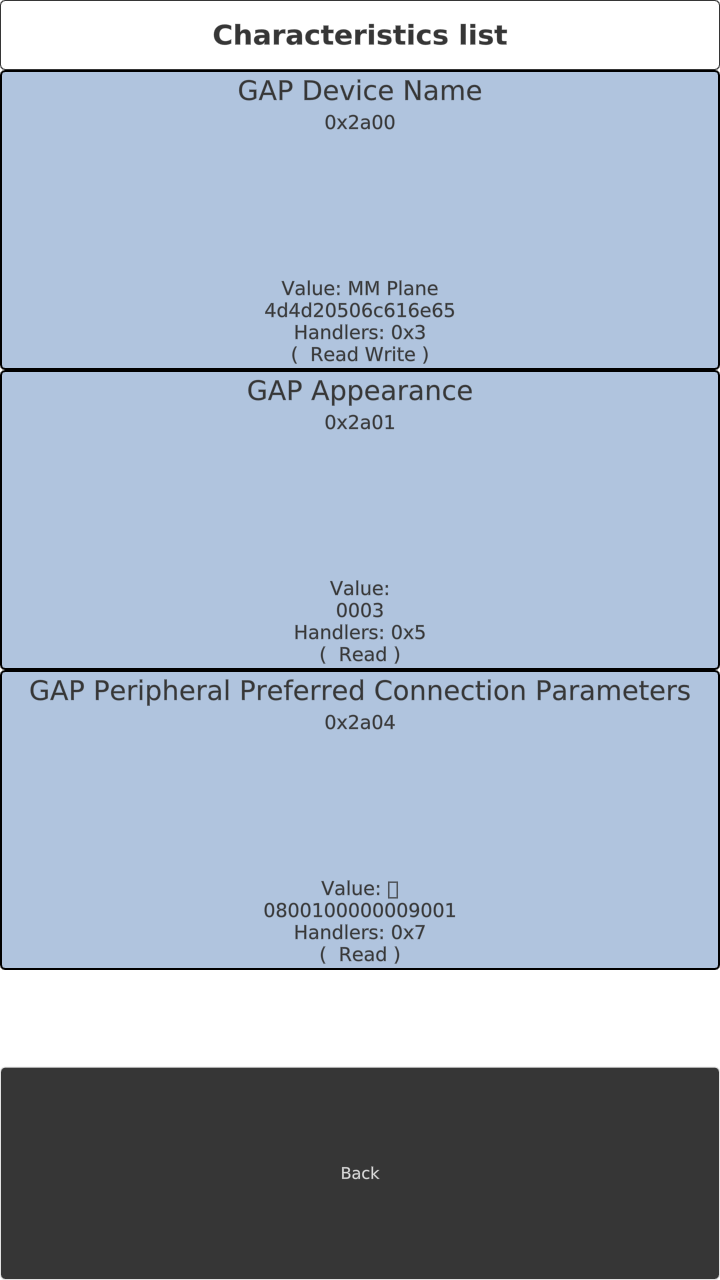 Characteristics list
GAP Device Name
0x2a00
Value: MM Plane
4d4d20506c616e65
Handlers: 0x3
(  Read Write )
GAP Appearance
0x2a01
Value:
0003
Handlers: 0x5
(  Read )
GAP Peripheral Preferred Connection Parameters
0x2a04
Value: 
0800100000009001
Handlers: 0x7
(  Read )
Back